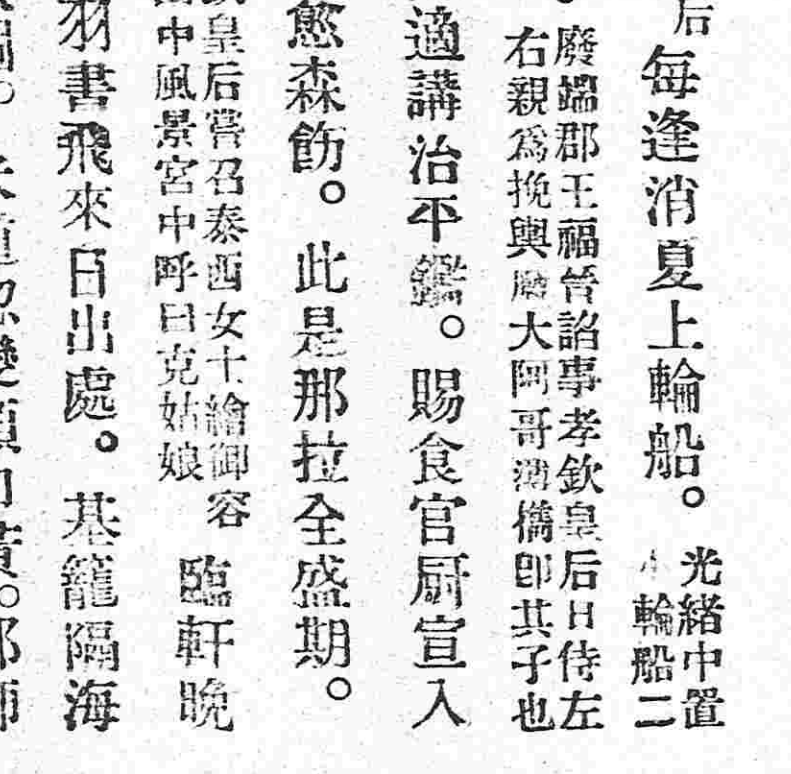 后
每逢消夏上輪船。光緒中置
小輪船二
廢端郡王福晉諂事孝欽皇后日侍左
右親為挽輿廢大阿哥溥儁即其子也
適講治平鑑。賜食官廚宣入
愈森飭。此是那拉全盛期。
皇后嘗召泰西女士繪御容
中風景宮中呼曰克姑娘
臨軒晚
羽書飛來日出處。基籠隔海